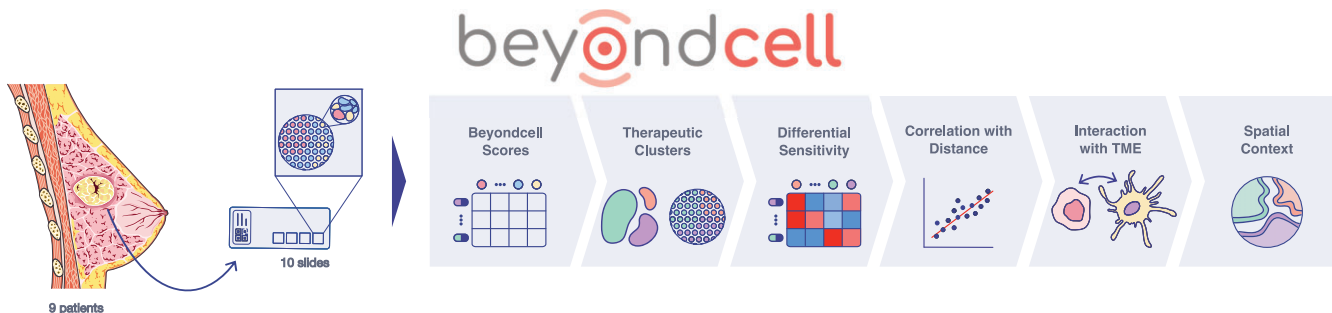 beyondcell
Beyondcell
Scores
Therapeutic
Clusters
Differential
Sensitivity
Correlation with
Distance
Interaction
with TME
Spatial
Context
10 slides
9 patients